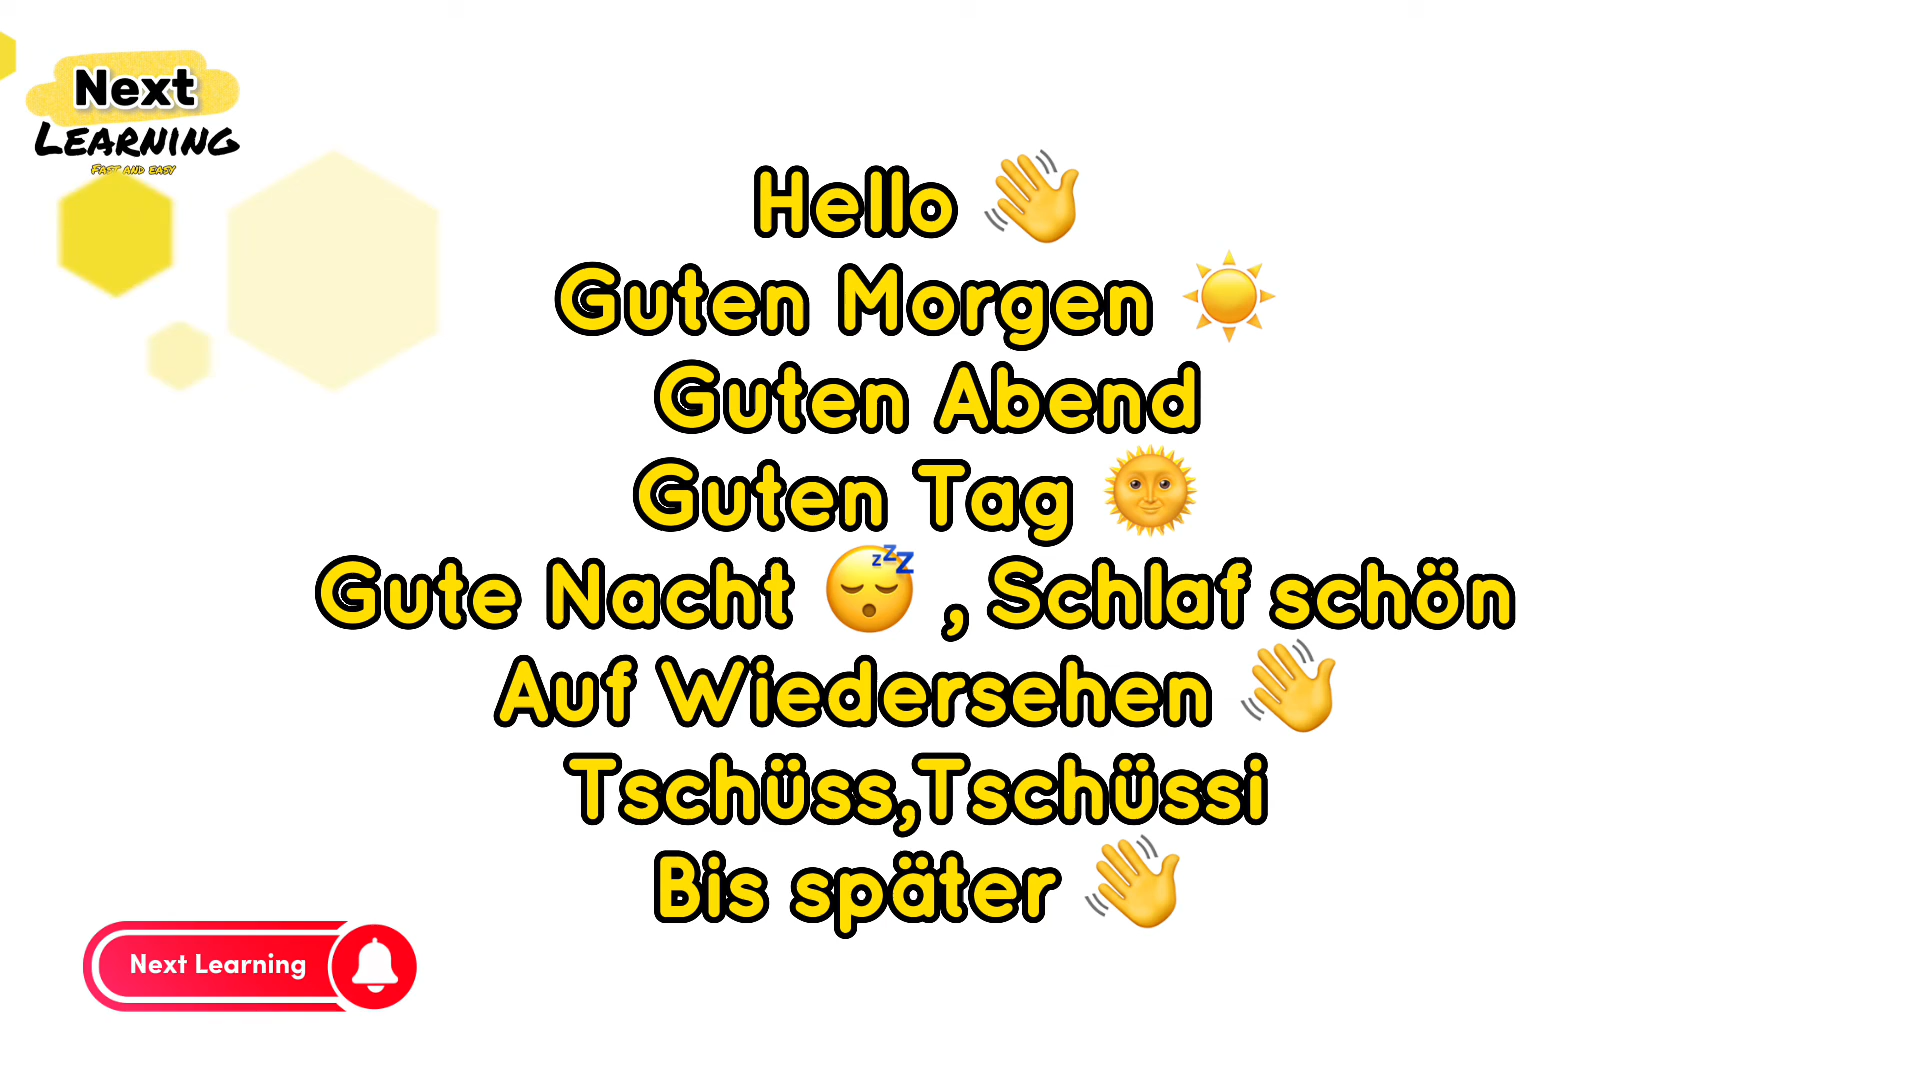 Next
LEARNING
FAST AND EASY
Hello 👋
Guten Morgen ☀️
Guten Abend
Guten Tag 🌞
Gute Nacht 😴 , Schlaf schön
Auf Wiedersehen 👋
Tschüss,Tschüssi
Bis später 👋
Next Learning